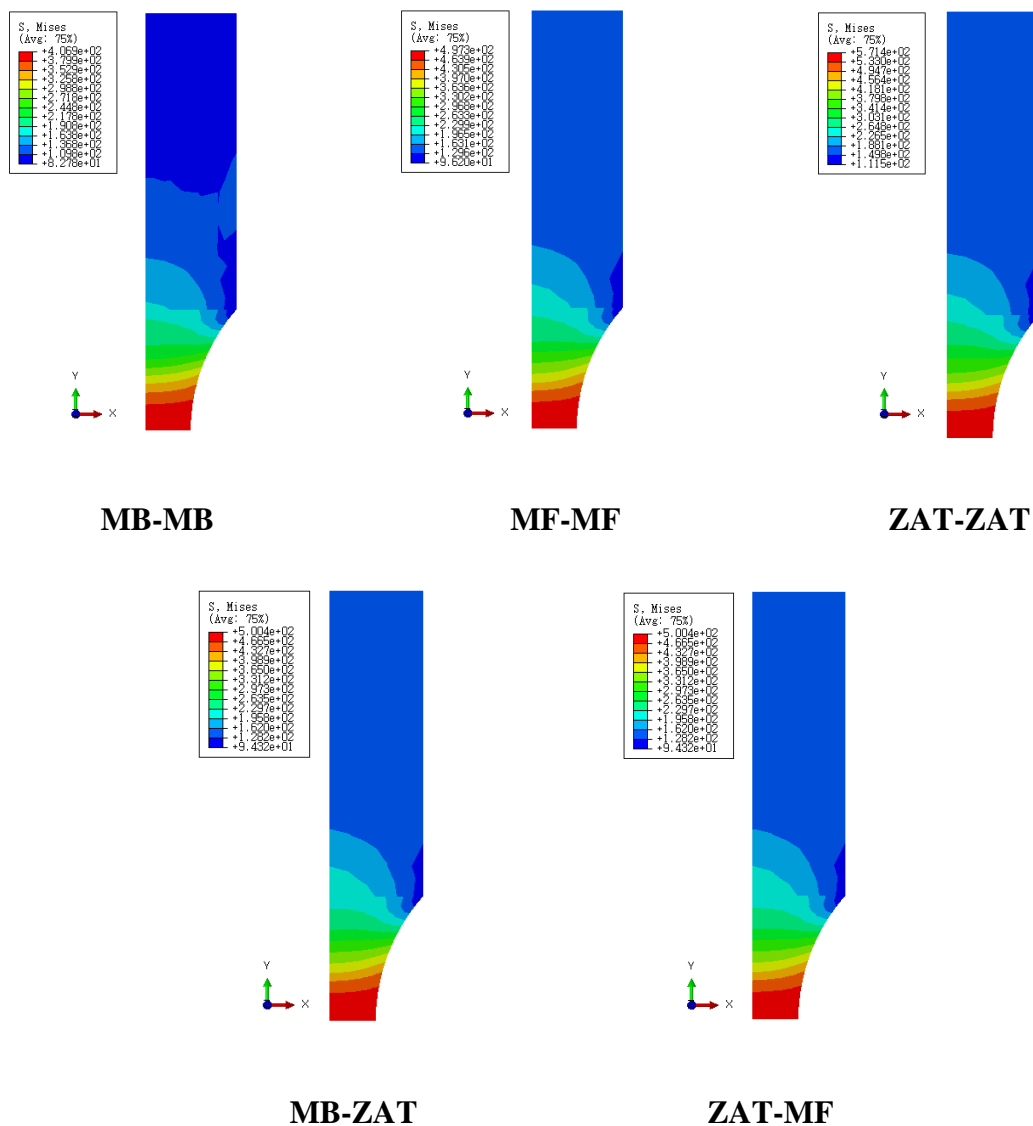 S, Mises
(Avg: 75%)
+4.069e+02
+3.799e+02
+3.529e+02
+3.258e+02
+2.988e+02
+2.718e+02
+2.448e+02
+2.178e+02
+1.908e+02
+1.638e+02
+1.368e+02
+1.098e+02
+8.278e+01
Y
X
MB-MB
S, Mises
(Avg: 75%)
+4.973e+02
+4.639e+02
+4.305e+02
+3.970e+02
+3.636e+02
+3.302e+02
+2.968e+02
+2.633e+02
+2.299e+02
+1.965e+02
+1.631e+02
+1.296e+02
+9.620e+01
Y
X
MF-MF
S, Mises
(Avg: 75%)
+5.714e+02
+5.330e+02
+4.947e+02
+4.564e+02
+4.181e+02
+3.798e+02
+3.414e+02
+3.031e+02
+2.648e+02
+2.265e+02
+1.881e+02
+1.498e+02
+1.115e+02
Y
X
ZAT-ZAT
S, Mises
(Avg: 75%)
+5.004e+02
+4.665e+02
+4.327e+02
+3.989e+02
+3.650e+02
+3.312e+02
+2.973e+02
+2.635e+02
+2.297e+02
+1.958e+02
+1.620e+02
+1.282e+02
+9.432e+01
Y
X
MB-ZAT
S, Mises
(Avg: 75%)
+5.004e+02
+4.665e+02
+4.327e+02
+3.989e+02
+3.650e+02
+3.312e+02
+2.973e+02
+2.635e+02
+2.297e+02
+1.958e+02
+1.620e+02
+1.282e+02
+9.432e+01
Y
X
ZAT-MF